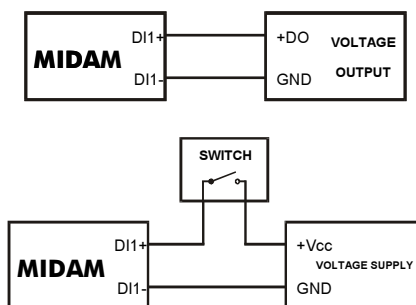 DI1+
+DO
VOLTAGE
MIDAM
OUTPUT
DI1-
GND
SWITCH
DI1+
+Vcc
MIDAM
VOLTAGE SUPPLY
DI1-
GND